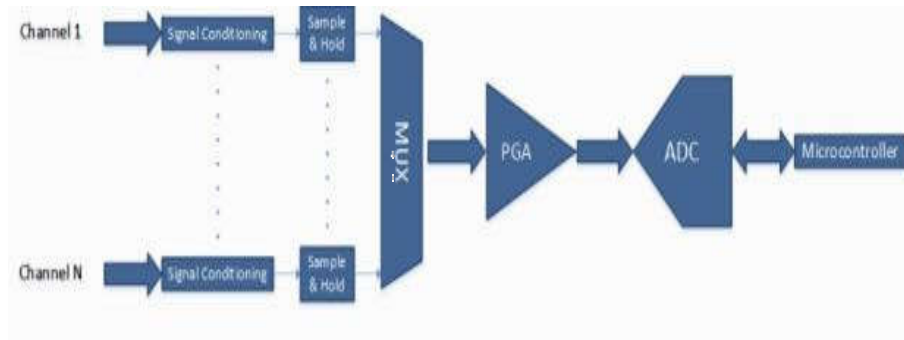 Channel 1
Signal Conditioning
Sample
& Hold
MUX
PGA
ADC
Microcontroller
Channel N
Signal Conditioning
Sample
& Hold